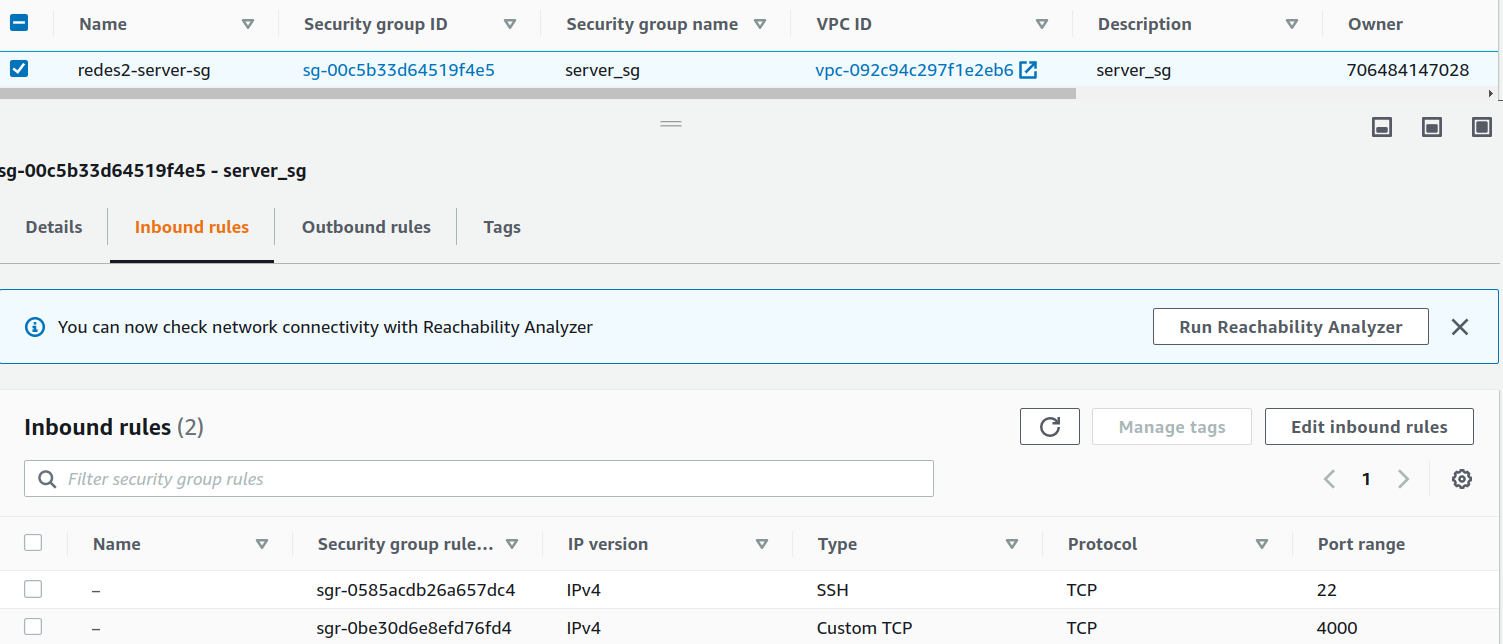 Name Security group ID Security group name VPC ID Description Owner
redes2-server-sg sg-00c5b33d64519f4e5 server_sg vpc-092c94c297f1e2eb6 server_sg 706484147028
sg-00c5b33d64519f4e5 - server_sg
Details Inbound rules Outbound rules Tags
You can now check network connectivity with Reachability Analyzer Run Reachability Analyzer
Inbound rules (2) Manage tags Edit inbound rules
Filter security group rules 1
Name Security group rule... IP version Type Protocol Port range
– sgr-0585acdb26a657dc4 IPv4 SSH TCP 22
– sgr-0be30d6e8efd76fd4 IPv4 Custom TCP TCP 4000